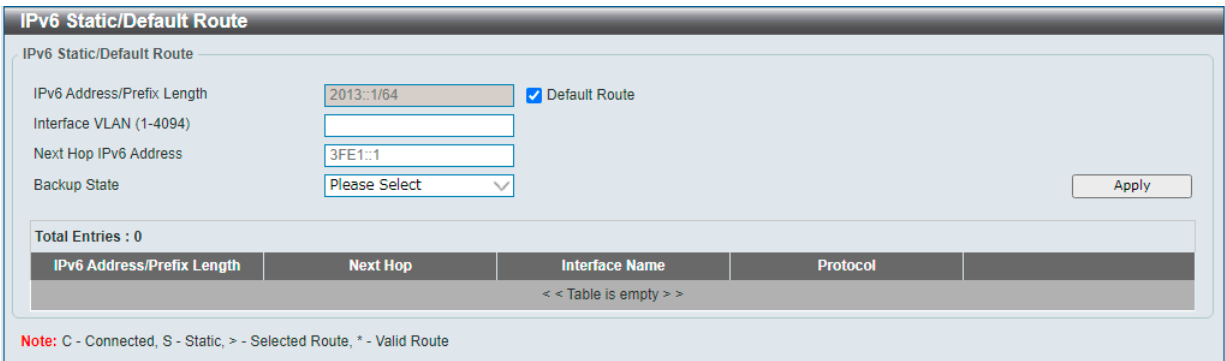 IPv6 Static/Default Route
IPv6 Static/Default Route
IPv6 Address/Prefix Length 2013::1/64 Default Route
Interface VLAN (1-4094)
Next Hop IPv6 Address 3FE1::1
Backup State Please Select Apply
Total Entries : 0
IPv6 Address/Prefix Length Next Hop Interface Name Protocol
< < Table is empty > >
Note: C - Connected, S - Static, > - Selected Route, * - Valid Route